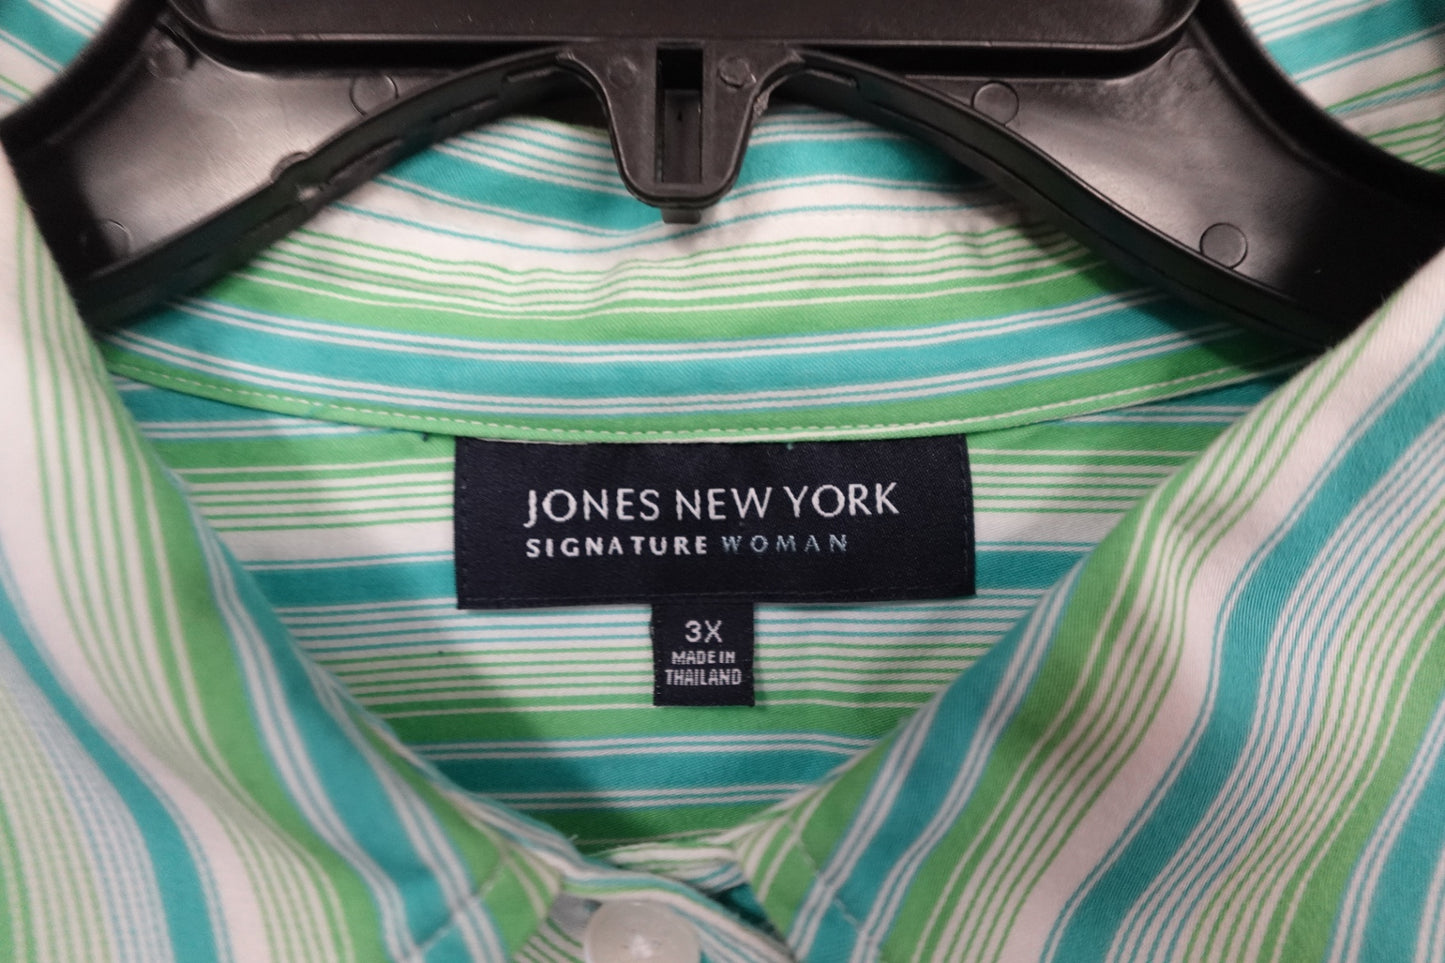 JONES NEW YORK
SIGNATURE WOMAN
3X
MADE IN
THAILAND